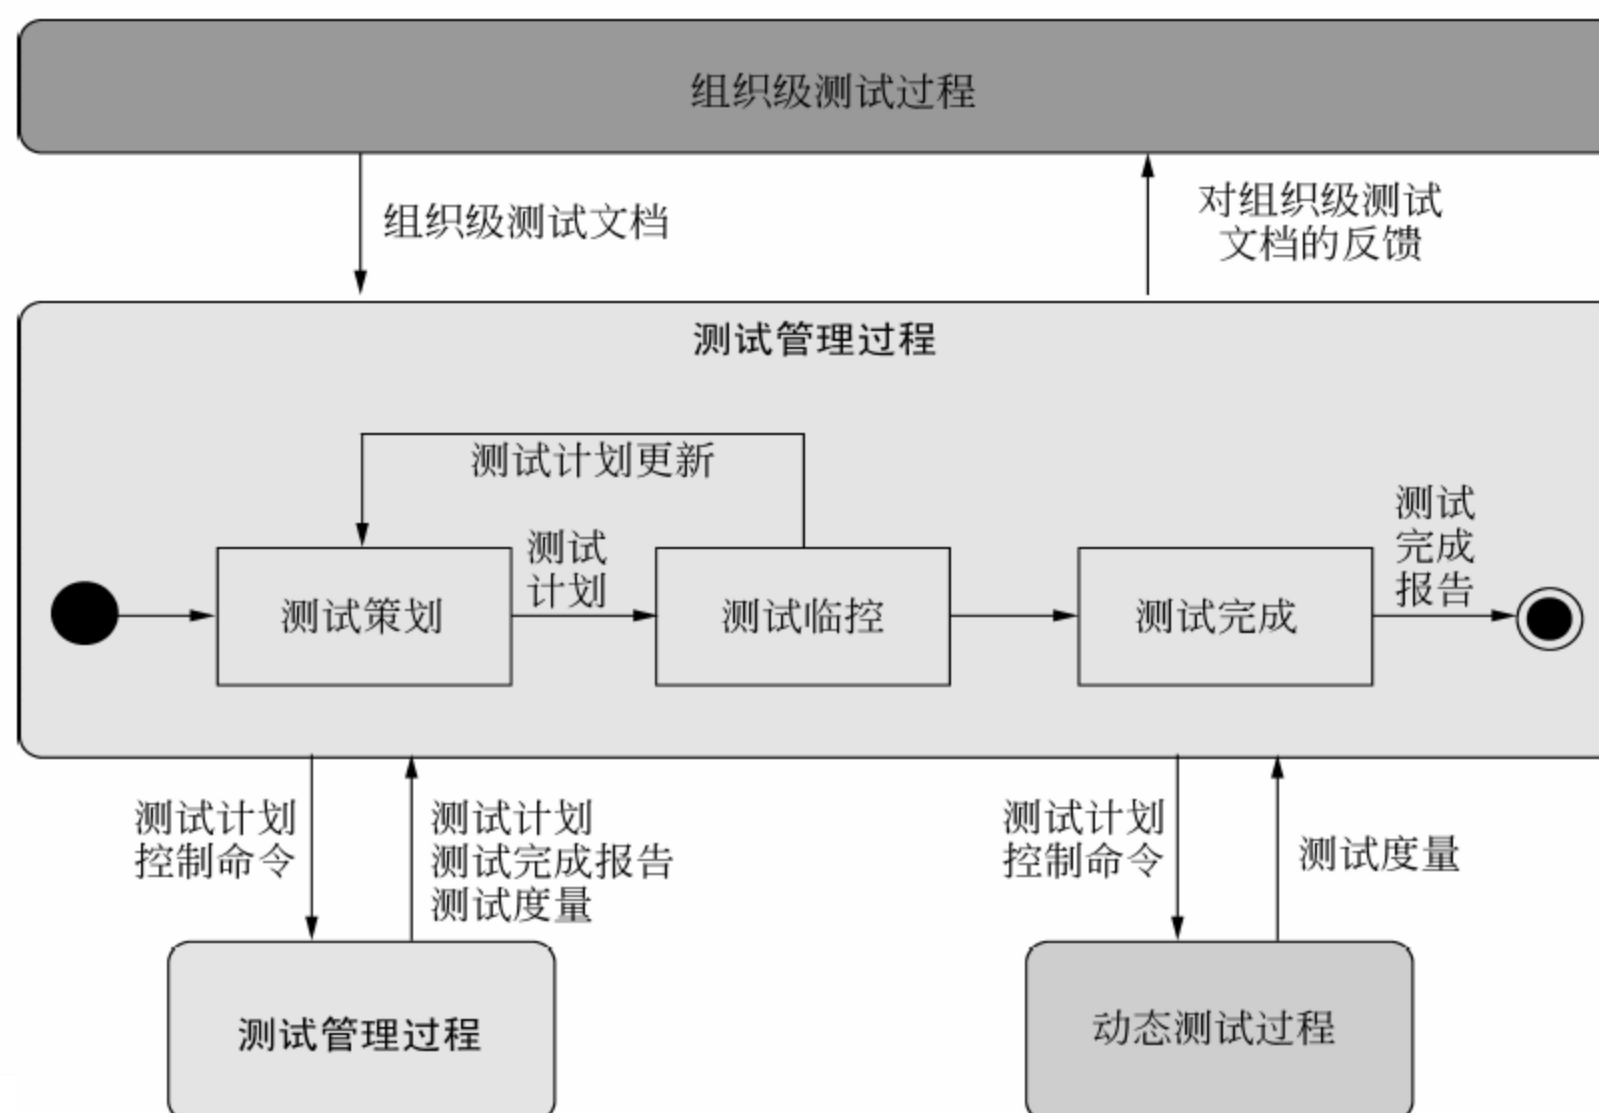 组织级测试过程
组织级测试文档
对组织级测试
文档的反馈
测试管理过程
测试计划更新
测试
计划
测试
完成
报告
测试策划
测试临控
测试完成
测试计划
控制命令
测试计划
测试完成报告
测试度量
测试计划
控制命令
测试度量
测试管理过程
动态测试过程